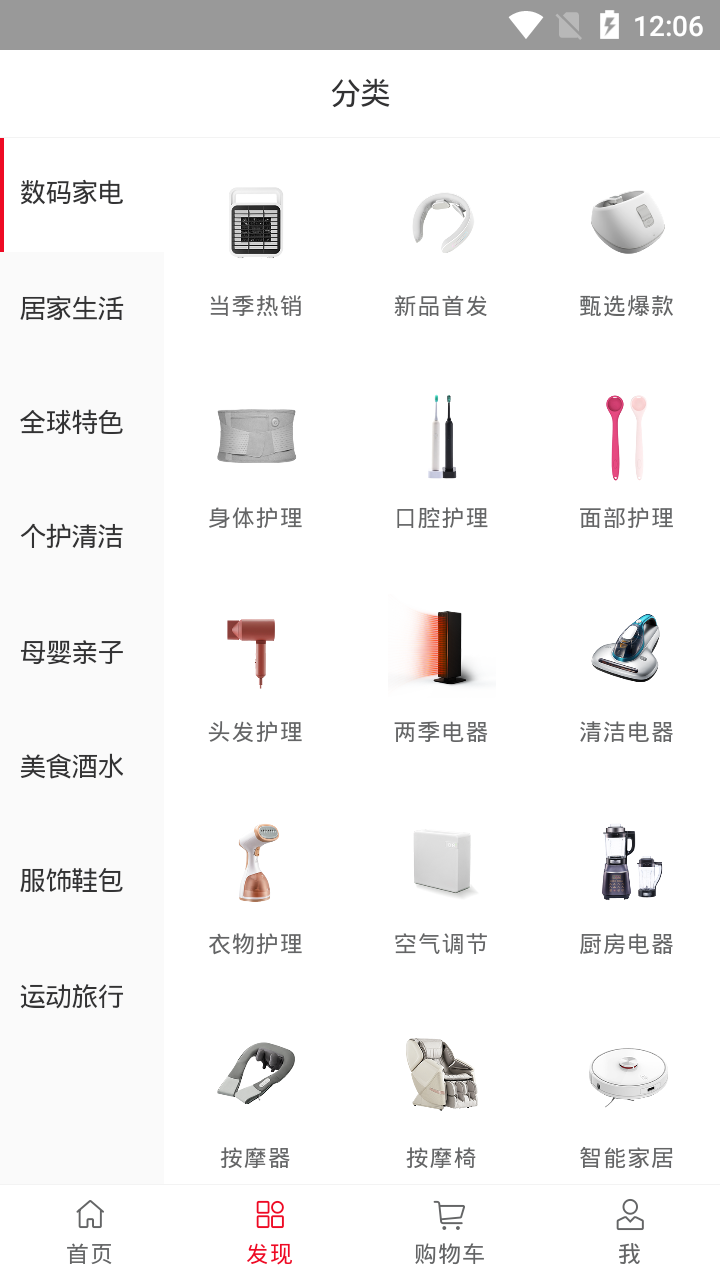 12:06
分类
数码家电
居家生活
全球特色
个护清洁
母婴亲子
美食酒水
服饰鞋包
运动旅行
当季热销 新品首发 甄选爆款
身体护理 口腔护理 面部护理
头发护理 两季电器 清洁电器
衣物护理 空气调节 厨房电器
按摩器 按摩椅 智能家居
首页 发现 购物车 我